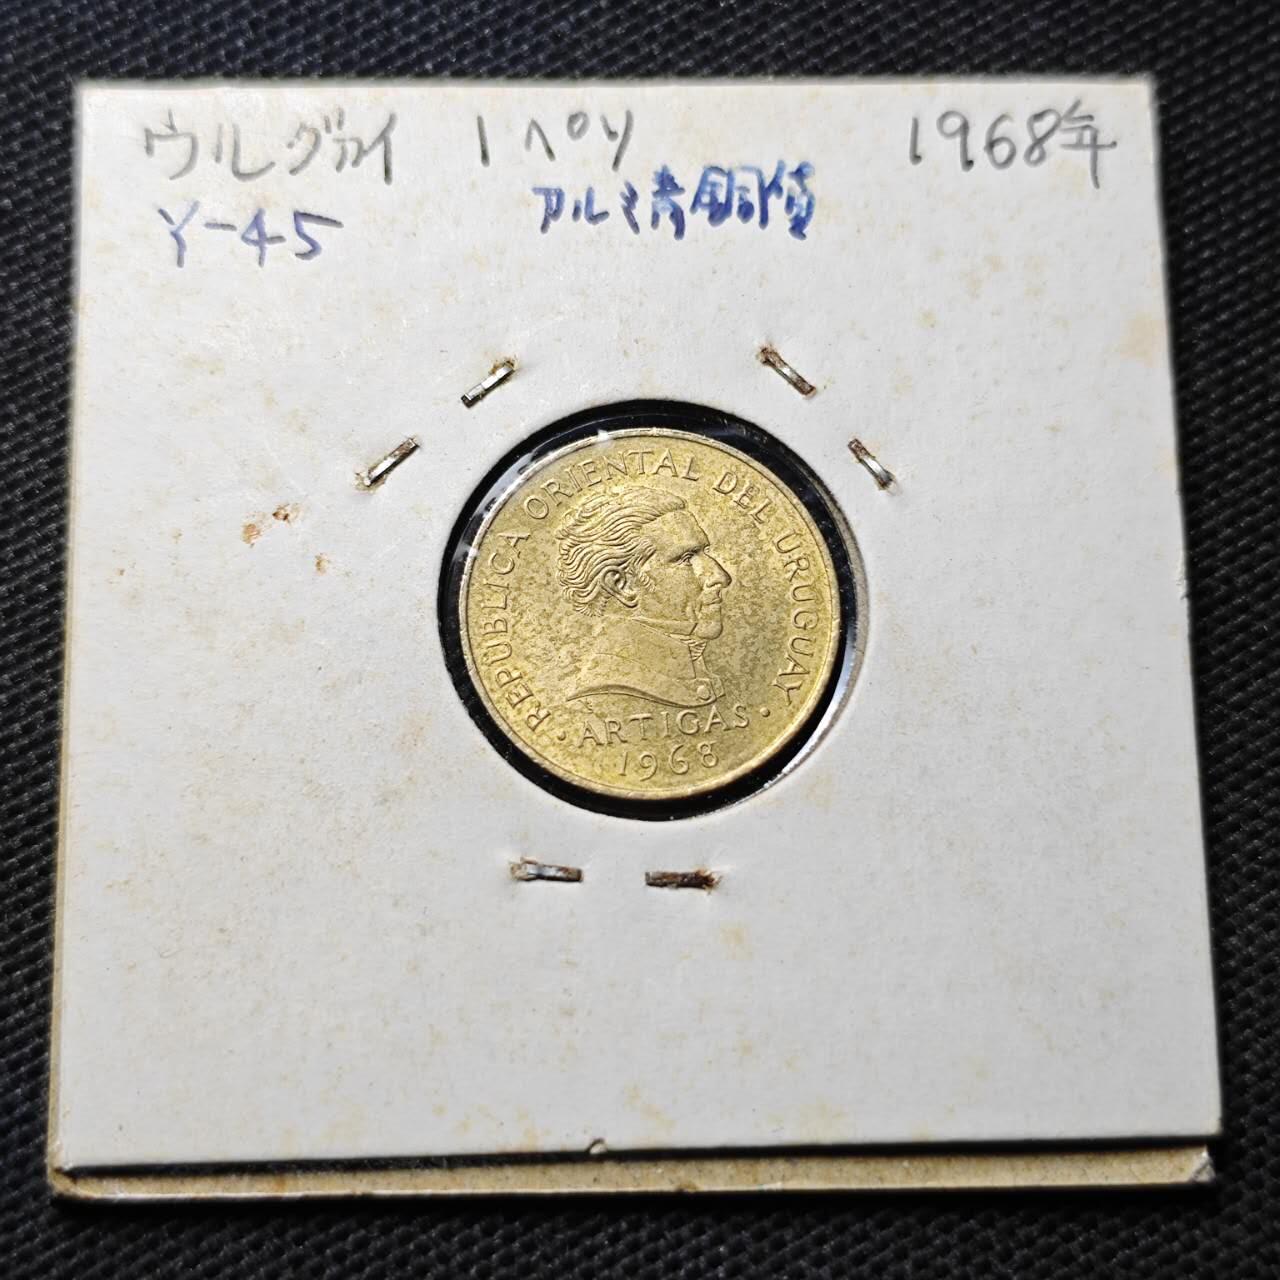 ウルグァイ 1ペソ 1968年
Y-45 アルミ青銅貨
REPUBLICA ORIENTAL DEL URUGUAY
· ARTIGAS ·
1968